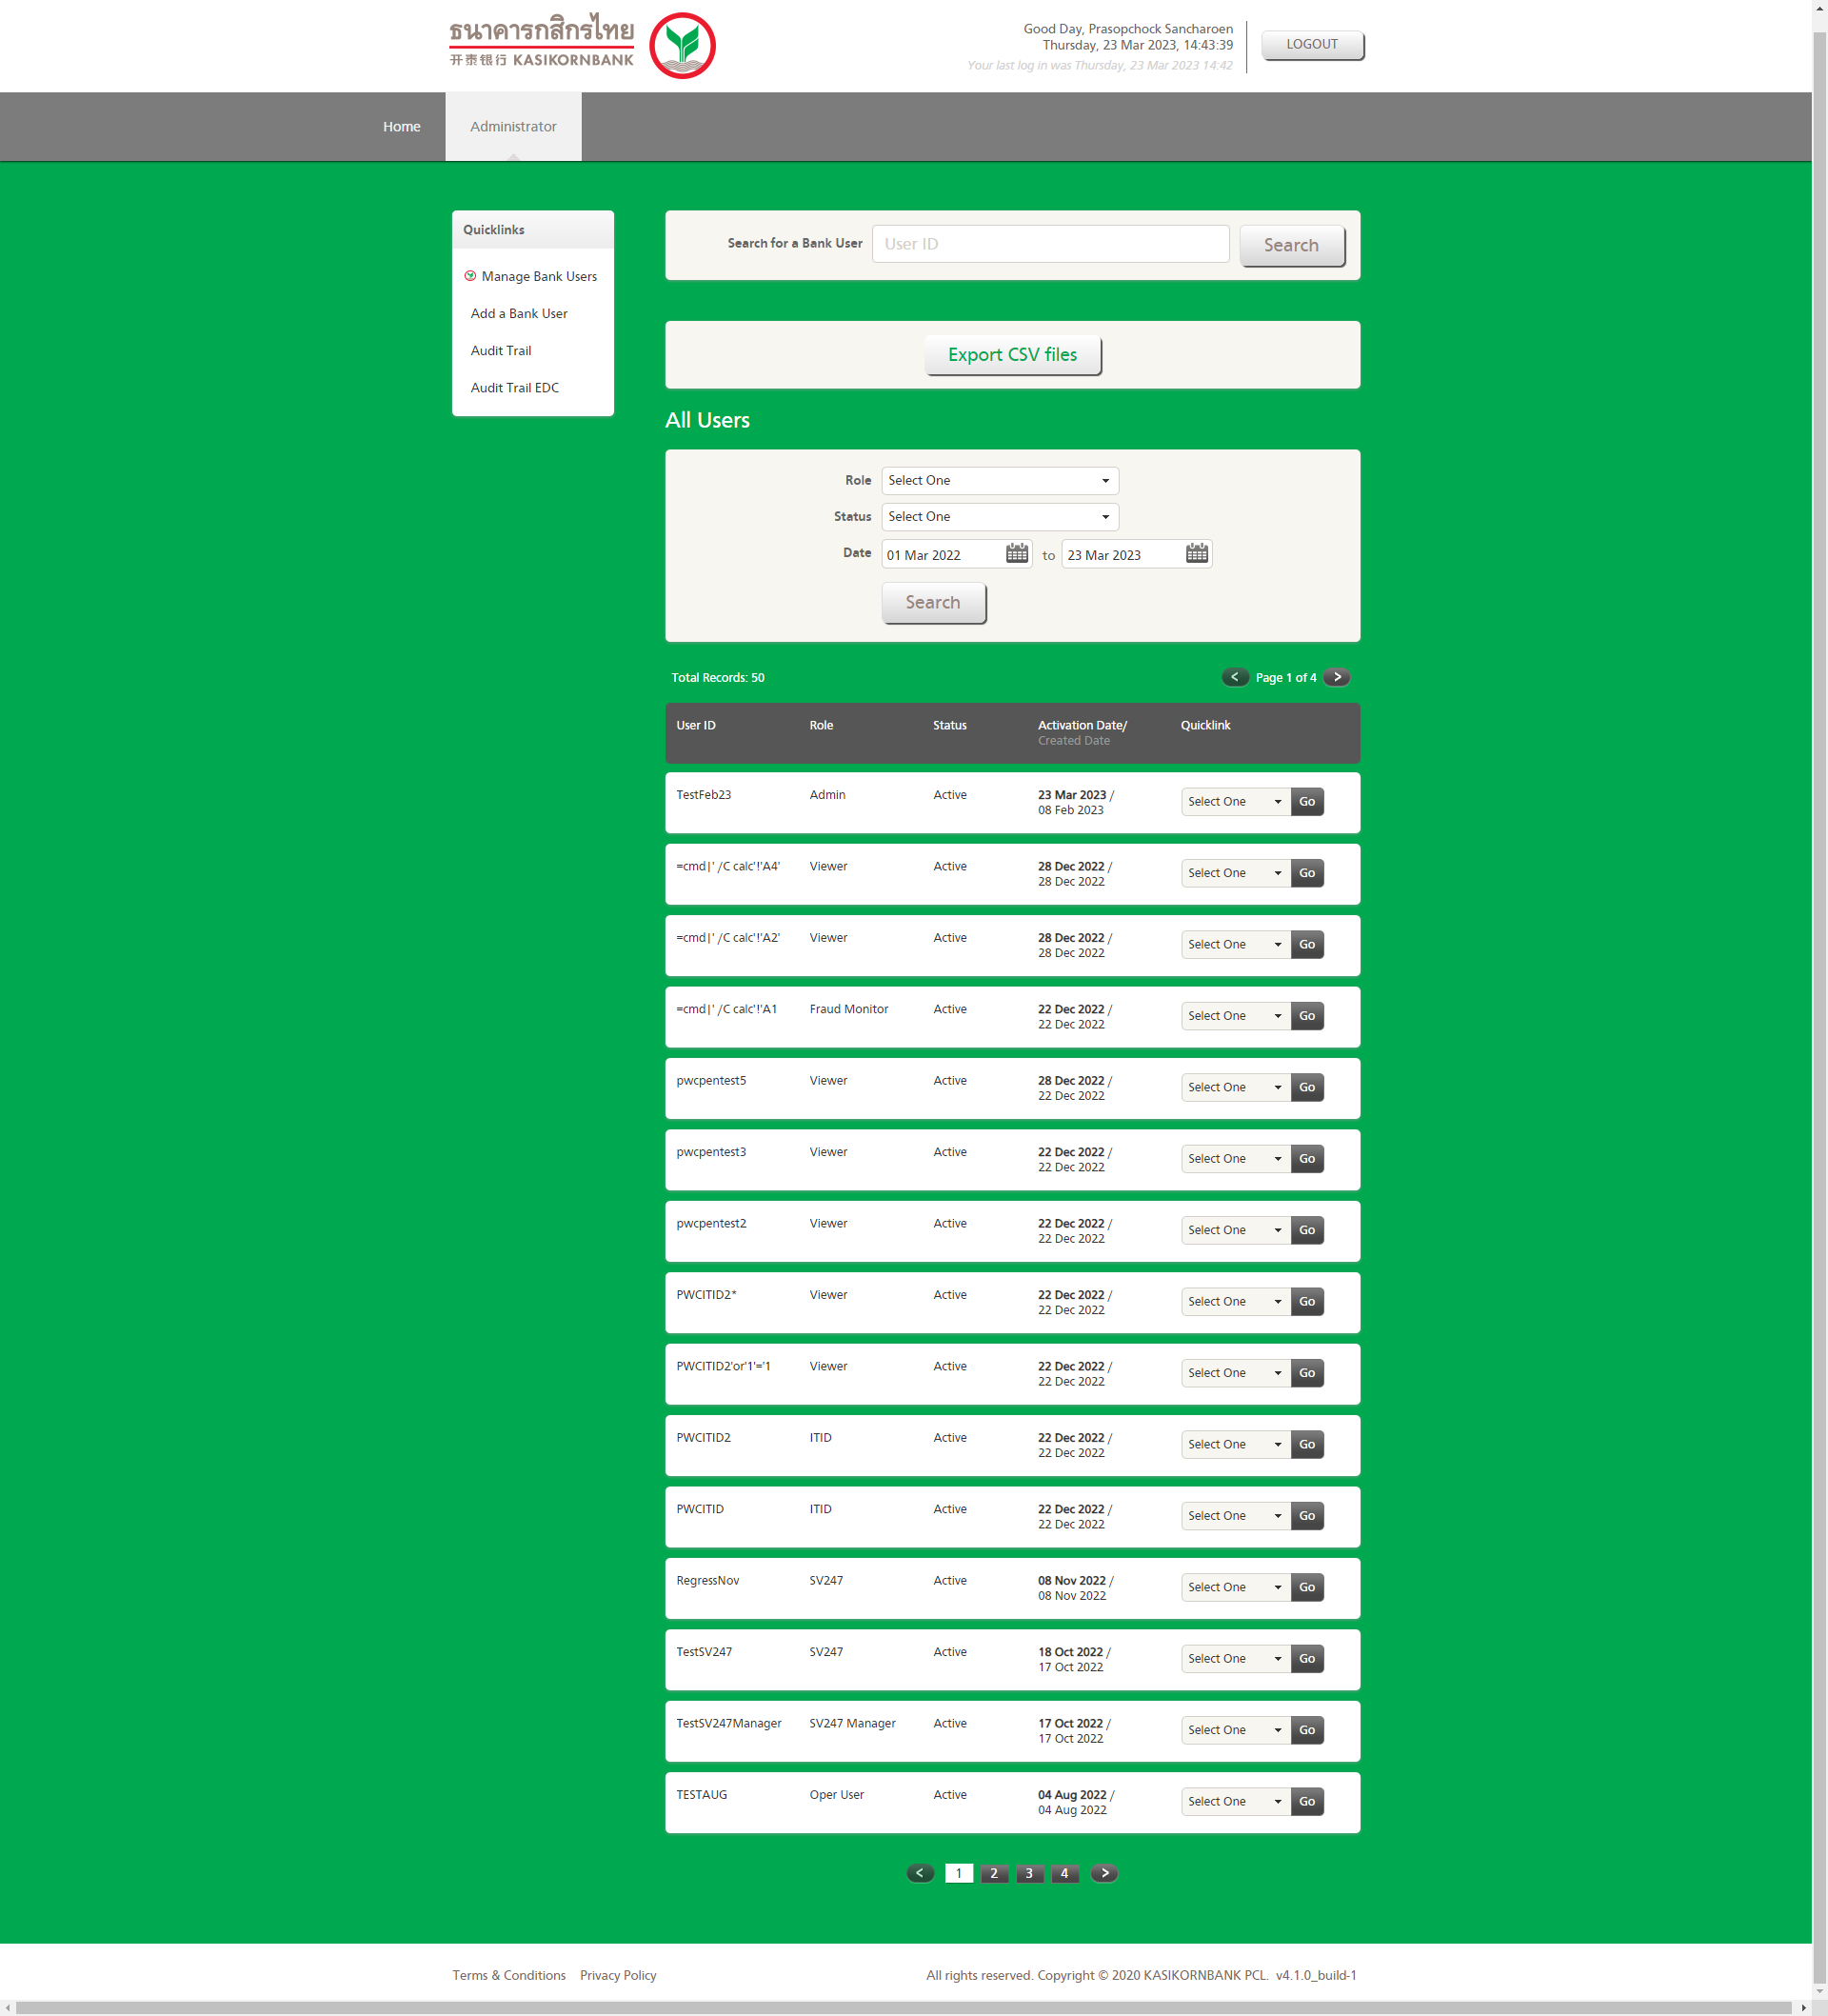 ธนาคารกสิกรไทย
开泰银行 KASIKORNBANK
Good Day, Prasopchock Sancharoen
Thursday, 23 Mar 2023, 14:43:39
Your last log in was Thursday, 23 Mar 2023 14:42
LOGOUT
Home Administrator
Quicklinks
Manage Bank Users
Add a Bank User
Audit Trail
Audit Trail EDC
Search for a Bank User User ID Search
Export CSV files
All Users
Role Select One
Status Select One
Date 01 Mar 2022 to 23 Mar 2023
Search
Total Records: 50 < Page 1 of 4 >
User ID Role Status Activation Date/ Quicklink
Created Date
TestFeb23 Admin Active 23 Mar 2023 / Select One Go
08 Feb 2023
=cmd|' /C calc'!'A4' Viewer Active 28 Dec 2022 / Select One Go
28 Dec 2022
=cmd|' /C calc'!'A2' Viewer Active 28 Dec 2022 / Select One Go
28 Dec 2022
=cmd|' /C calc'!'A1 Fraud Monitor Active 22 Dec 2022 / Select One Go
22 Dec 2022
pwcpentest5 Viewer Active 28 Dec 2022 / Select One Go
22 Dec 2022
pwcpentest3 Viewer Active 22 Dec 2022 / Select One Go
22 Dec 2022
pwcpentest2 Viewer Active 22 Dec 2022 / Select One Go
22 Dec 2022
PWCITID2* Viewer Active 22 Dec 2022 / Select One Go
22 Dec 2022
PWCITID2'or'1'='1 Viewer Active 22 Dec 2022 / Select One Go
22 Dec 2022
PWCITID2 ITID Active 22 Dec 2022 / Select One Go
22 Dec 2022
PWCITID ITID Active 22 Dec 2022 / Select One Go
22 Dec 2022
RegressNov SV247 Active 08 Nov 2022 / Select One Go
08 Nov 2022
TestSV247 SV247 Active 18 Oct 2022 / Select One Go
17 Oct 2022
TestSV247Manager SV247 Manager Active 17 Oct 2022 / Select One Go
17 Oct 2022
TESTAUG Oper User Active 04 Aug 2022 / Select One Go
04 Aug 2022
< 1 2 3 4 >
Terms & Conditions Privacy Policy All rights reserved. Copyright © 2020 KASIKORNBANK PCL. v4.1.0_build-1